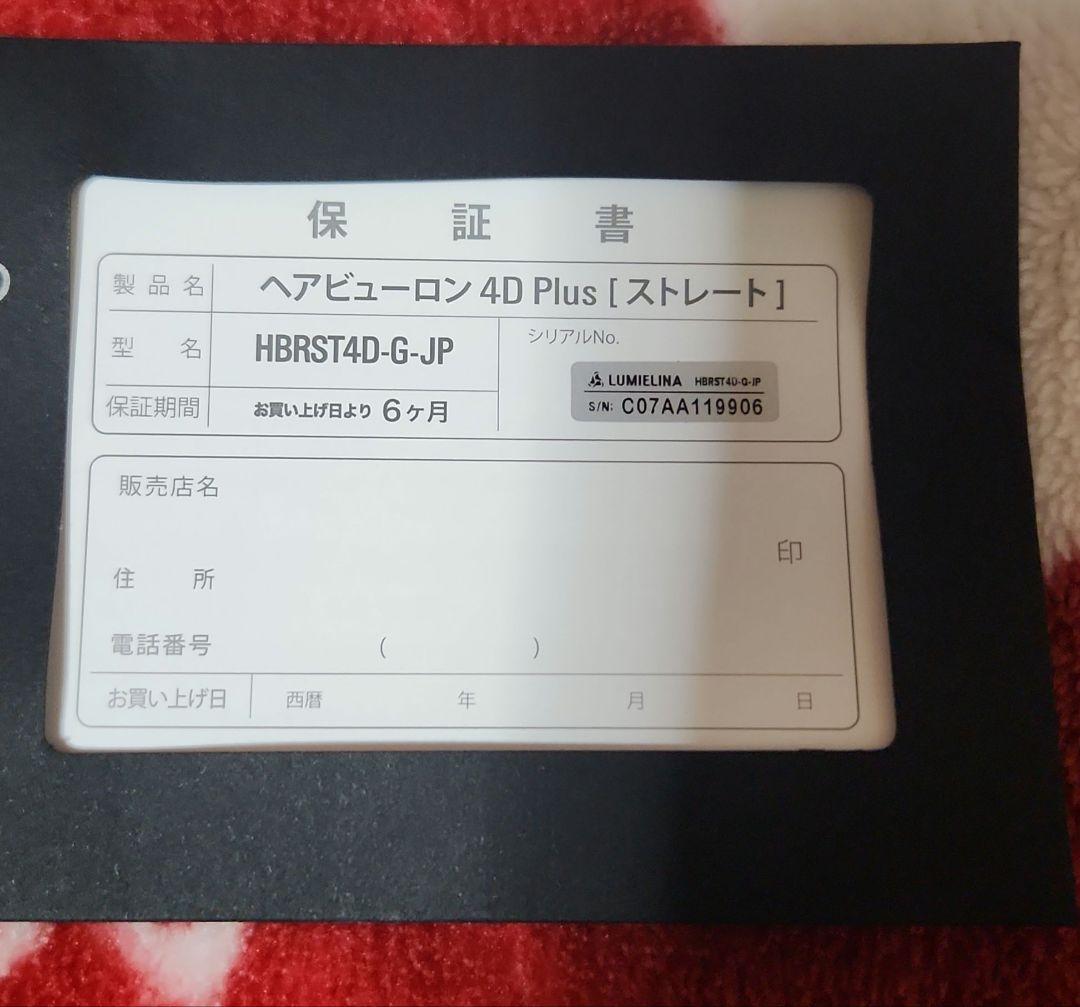 保証書
製品名 ヘアビューロン 4D Plus [ ストレート ]
型名 HBRST4D-G-JP
シリアルNo.
LUMIELINA HBRST4D-G-JP
S/N: C07AA119906
保証期間 お買い上げ日より 6ヶ月
販売店名
印
住所
電話番号 ( )
お買い上げ日 西暦 年 月 日